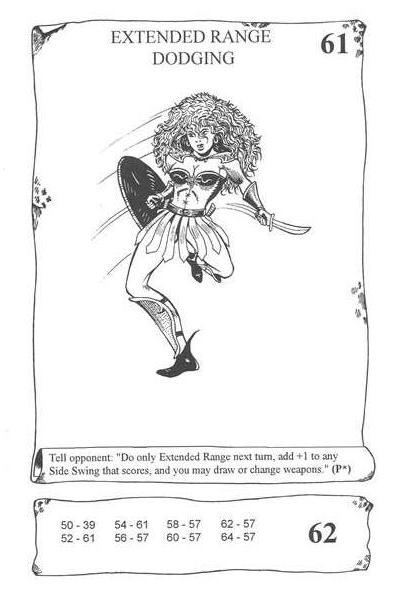 EXTENDED RANGE
DODGING
61
Tell opponent: "Do only Extended Range next turn, add +1 to any
Side Swing that scores, and you may draw or change weapons." (P*)
50 - 39 54 - 61 58 - 57 62 - 57
52 - 61 56 - 57 60 - 57 64 - 57
62